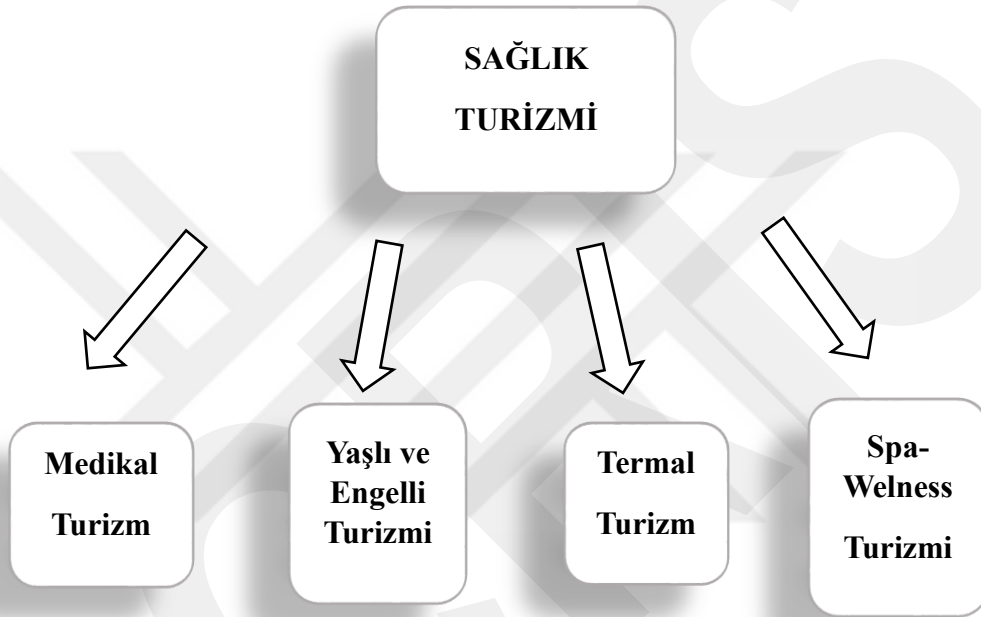 SAĞLIK
TURİZMİ
Medikal
Turizm
Yaşlı ve
Engelli
Turizmi
Termal
Turizm
Spa-
Welness
Turizmi